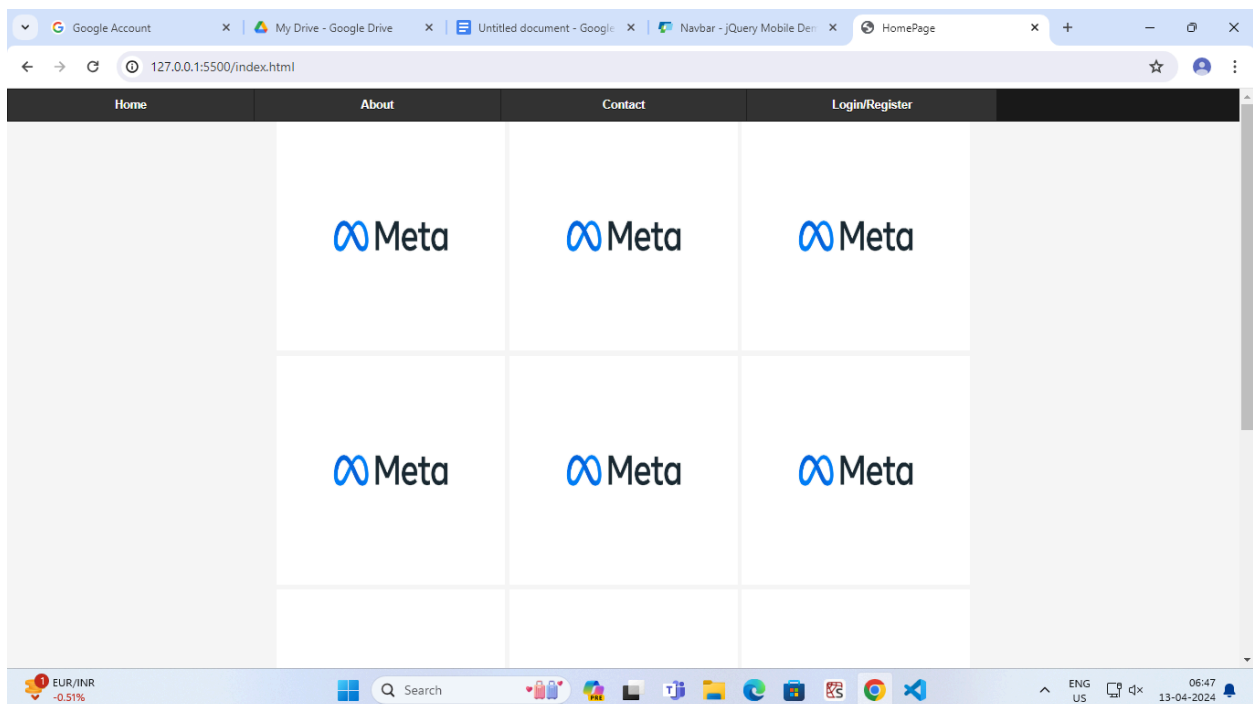 Google Account
My Drive - Google Drive
Untitled document - Google
Navbar - jQuery Mobile Den
HomePage
127.0.0.1:5500/index.html
Home About Contact Login/Register
Meta Meta Meta
Meta Meta Meta
1 EUR/INR
-0.51%
Search
PRE
ENG
US
06:47
13-04-2024